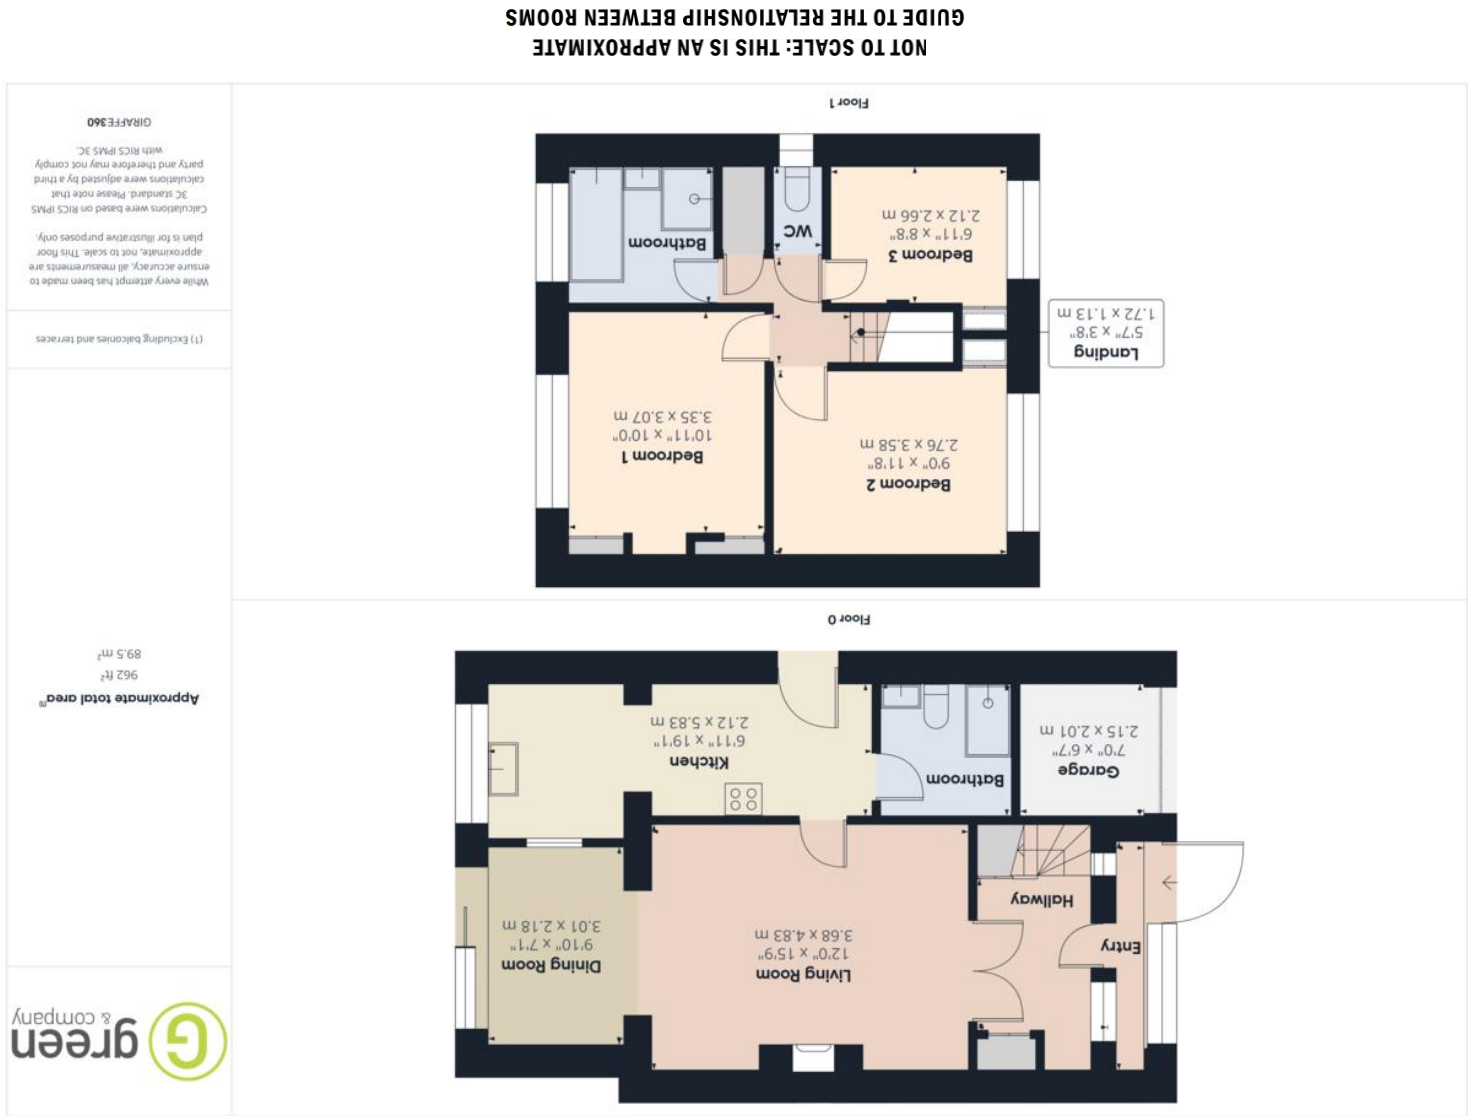 green
& company
Approximate total area(1)
962 ft²
89.5 m²
(1) Excluding balconies and terraces
While every attempt has been made to
ensure accuracy, all measurements are
approximate, not to scale. This floor
plan is for illustrative purposes only.
Calculations were based on RICS IPMS
3C standard. Please note that
calculations were adjusted by a third
party and therefore may not comply
with RICS IPMS 3C.
GIRAFFE360
Entry
Hallway
Living Room
12'0" x 15'9"
3.68 x 4.83 m
Dining Room
9'10" x 7'1"
3.01 x 2.18 m
Garage
7'0" x 6'7"
2.15 x 2.01 m
Bathroom
Kitchen
6'11" x 19'1"
2.12 x 5.83 m
Floor 0
Bedroom 2
9'0" x 11'8"
2.76 x 3.58 m
Bedroom 1
10'11" x 10'0"
3.35 x 3.07 m
Landing
5'7" x 3'8"
1.72 x 1.13 m
Bedroom 3
6'11" x 8'8"
2.12 x 2.66 m
WC
Bathroom
Floor 1
NOT TO SCALE: THIS IS AN APPROXIMATE
GUIDE TO THE RELATIONSHIP BETWEEN ROOMS